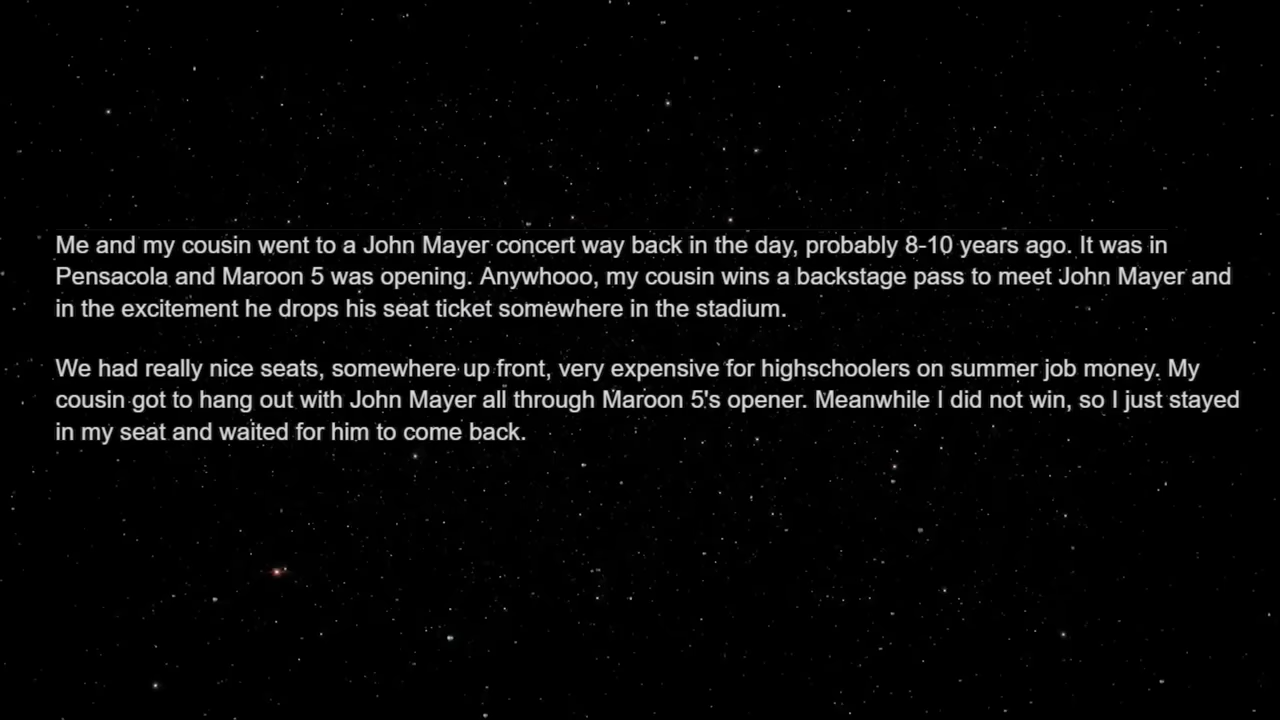 Me and my cousin went to a John Mayer concert way back in the day, probably 8-10 years ago. It was in
Pensacola and Maroon 5 was opening. Anywhooo, my cousin wins a backstage pass to meet John Mayer and
in the excitement he drops his seat ticket somewhere in the stadium.
We had really nice seats, somewhere up front, very expensive for highschoolers on summer job money. My
cousin got to hang out with John Mayer all through Maroon 5's opener. Meanwhile I did not win, so I just stayed
in my seat and waited for him to come back.